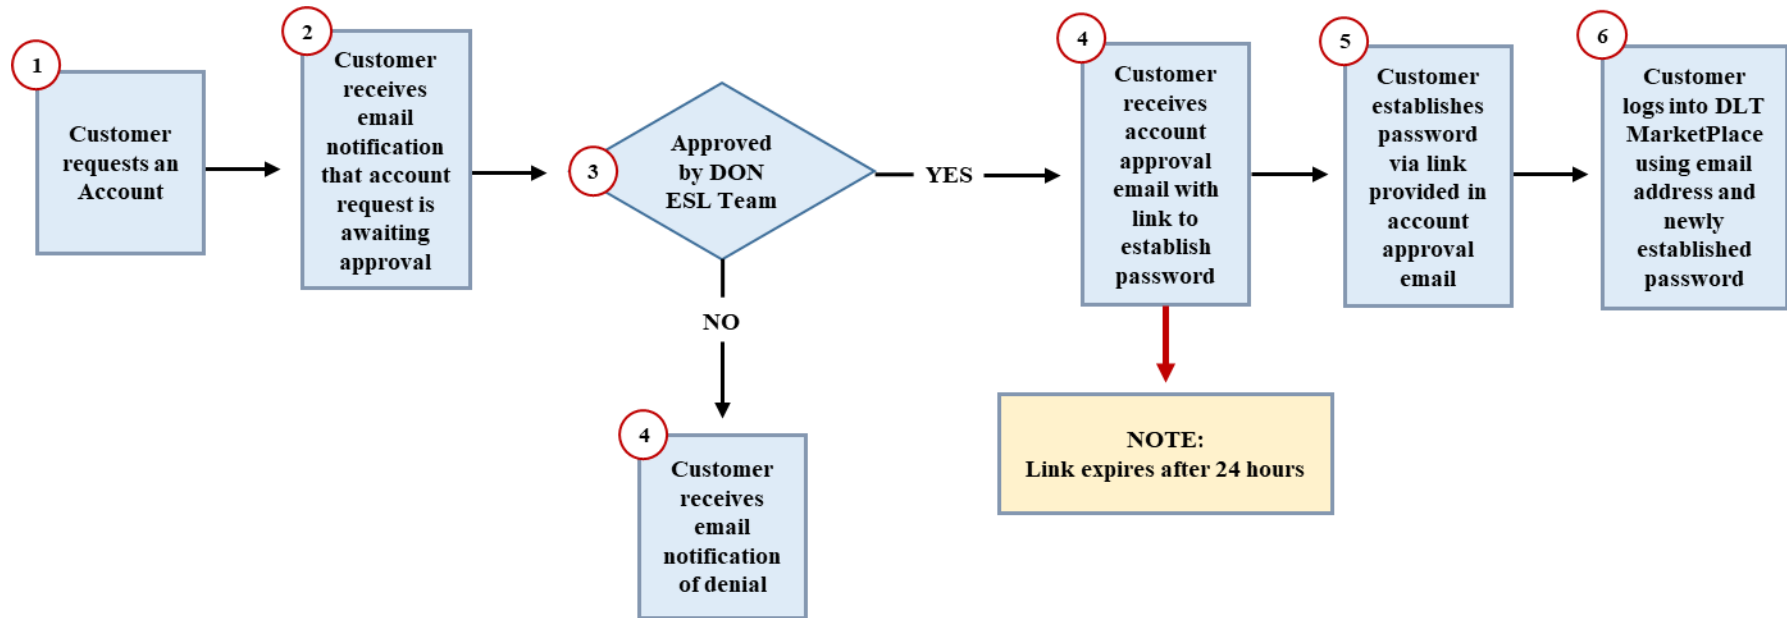 1
Customer
requests an
Account
2
Customer
receives
email
notification
that account
request is
awaiting
approval
3
Approved
by DON
ESL Team
YES
4
Customer
receives
account
approval
email with
link to
establish
password
5
Customer
establishes
password
via link
provided in
account
approval
email
6
Customer
logs into DLT
MarketPlace
using email
address and
newly
established
password
NO
4
Customer
receives
email
notification
of denial
NOTE:
Link expires after 24 hours